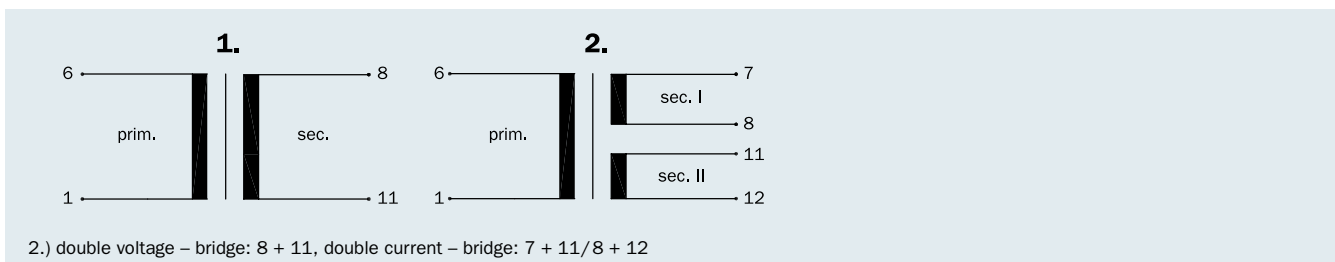 1. 2.
6 8 6 7
sec. I
prim. sec. prim. 8
11
sec. II
1 11 1 12
2.) double voltage – bridge: 8 + 11, double current – bridge: 7 + 11/8 + 12